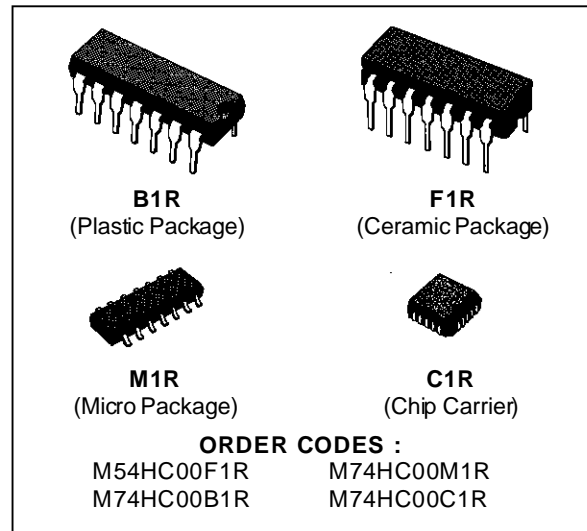 B1R
(Plastic Package)
F1R
(Ceramic Package)
M1R
(Micro Package)
C1R
(Chip Carrier)
ORDER CODES :
M54HC00F1R M74HC00M1R
M74HC00B1R M74HC00C1R